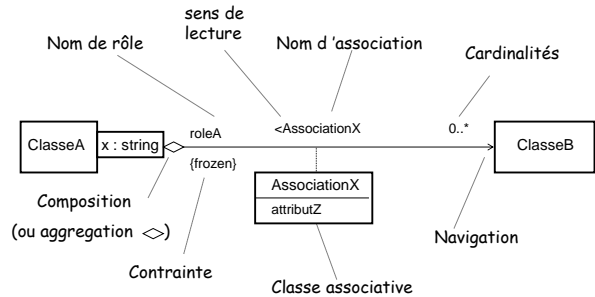 sens de
lecture
Nom de rôle
Nom d 'association
Cardinalités
roleA
<AssociationX
0..*
ClasseA
x : string
ClasseB
{frozen}
AssociationX
attributZ
Composition
(ou aggregation )
Navigation
Contrainte
Classe associative